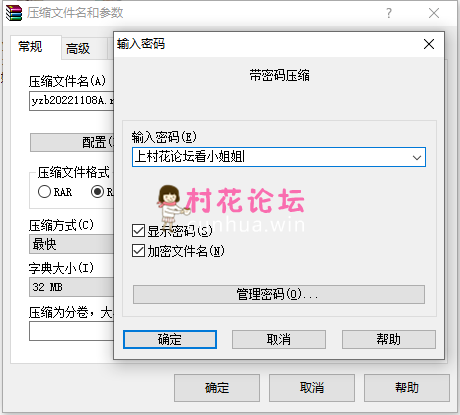 压缩文件名和参数
常规
高级
压缩文件名(A)
yzb20221108A.r
配置(
压缩文件格式
RAR
R
压缩方式(C)
最快
字典大小(I)
32 MB
压缩为分卷，大
输入密码
带密码压缩
输入密码(E)
上村花论坛看小姐姐
村花论坛
cunhua.win
显示密码(S)
加密文件名(N)
管理密码(O)...
确定
取消
帮助
确定
取消
帮助